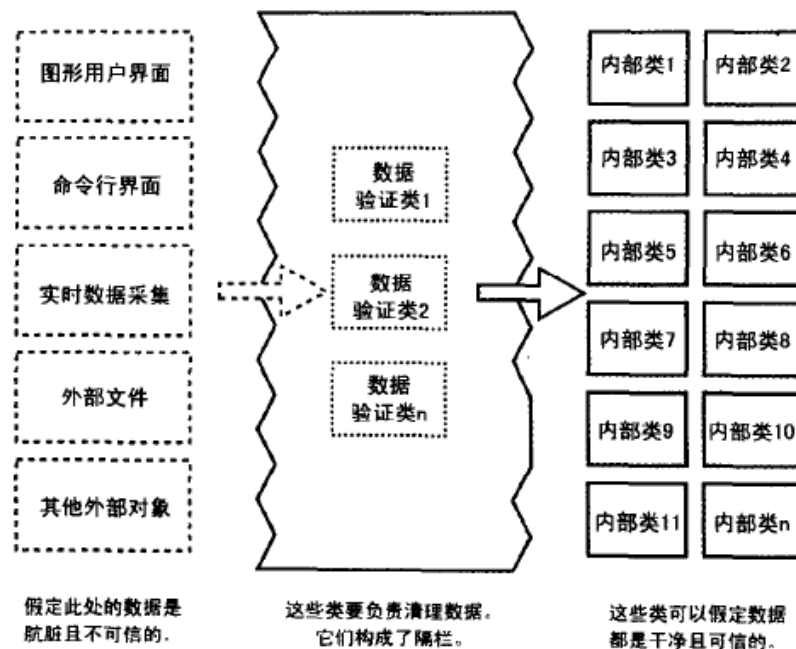 图形用户界面
命令行界面
实时数据采集
外部文件
其他外部对象
假定此处的数据是
肮脏且不可信的.
数据
验证类1
数据
验证类2
数据
验证类n
这些类要负责清理数据.
它们构成了隔栏。
内部类1
内部类2
内部类3
内部类4
内部类5
内部类6
内部类7
内部类8
内部类9
内部类10
内部类11
内部类n
这些类可以假定数据
都是干净且可信的。